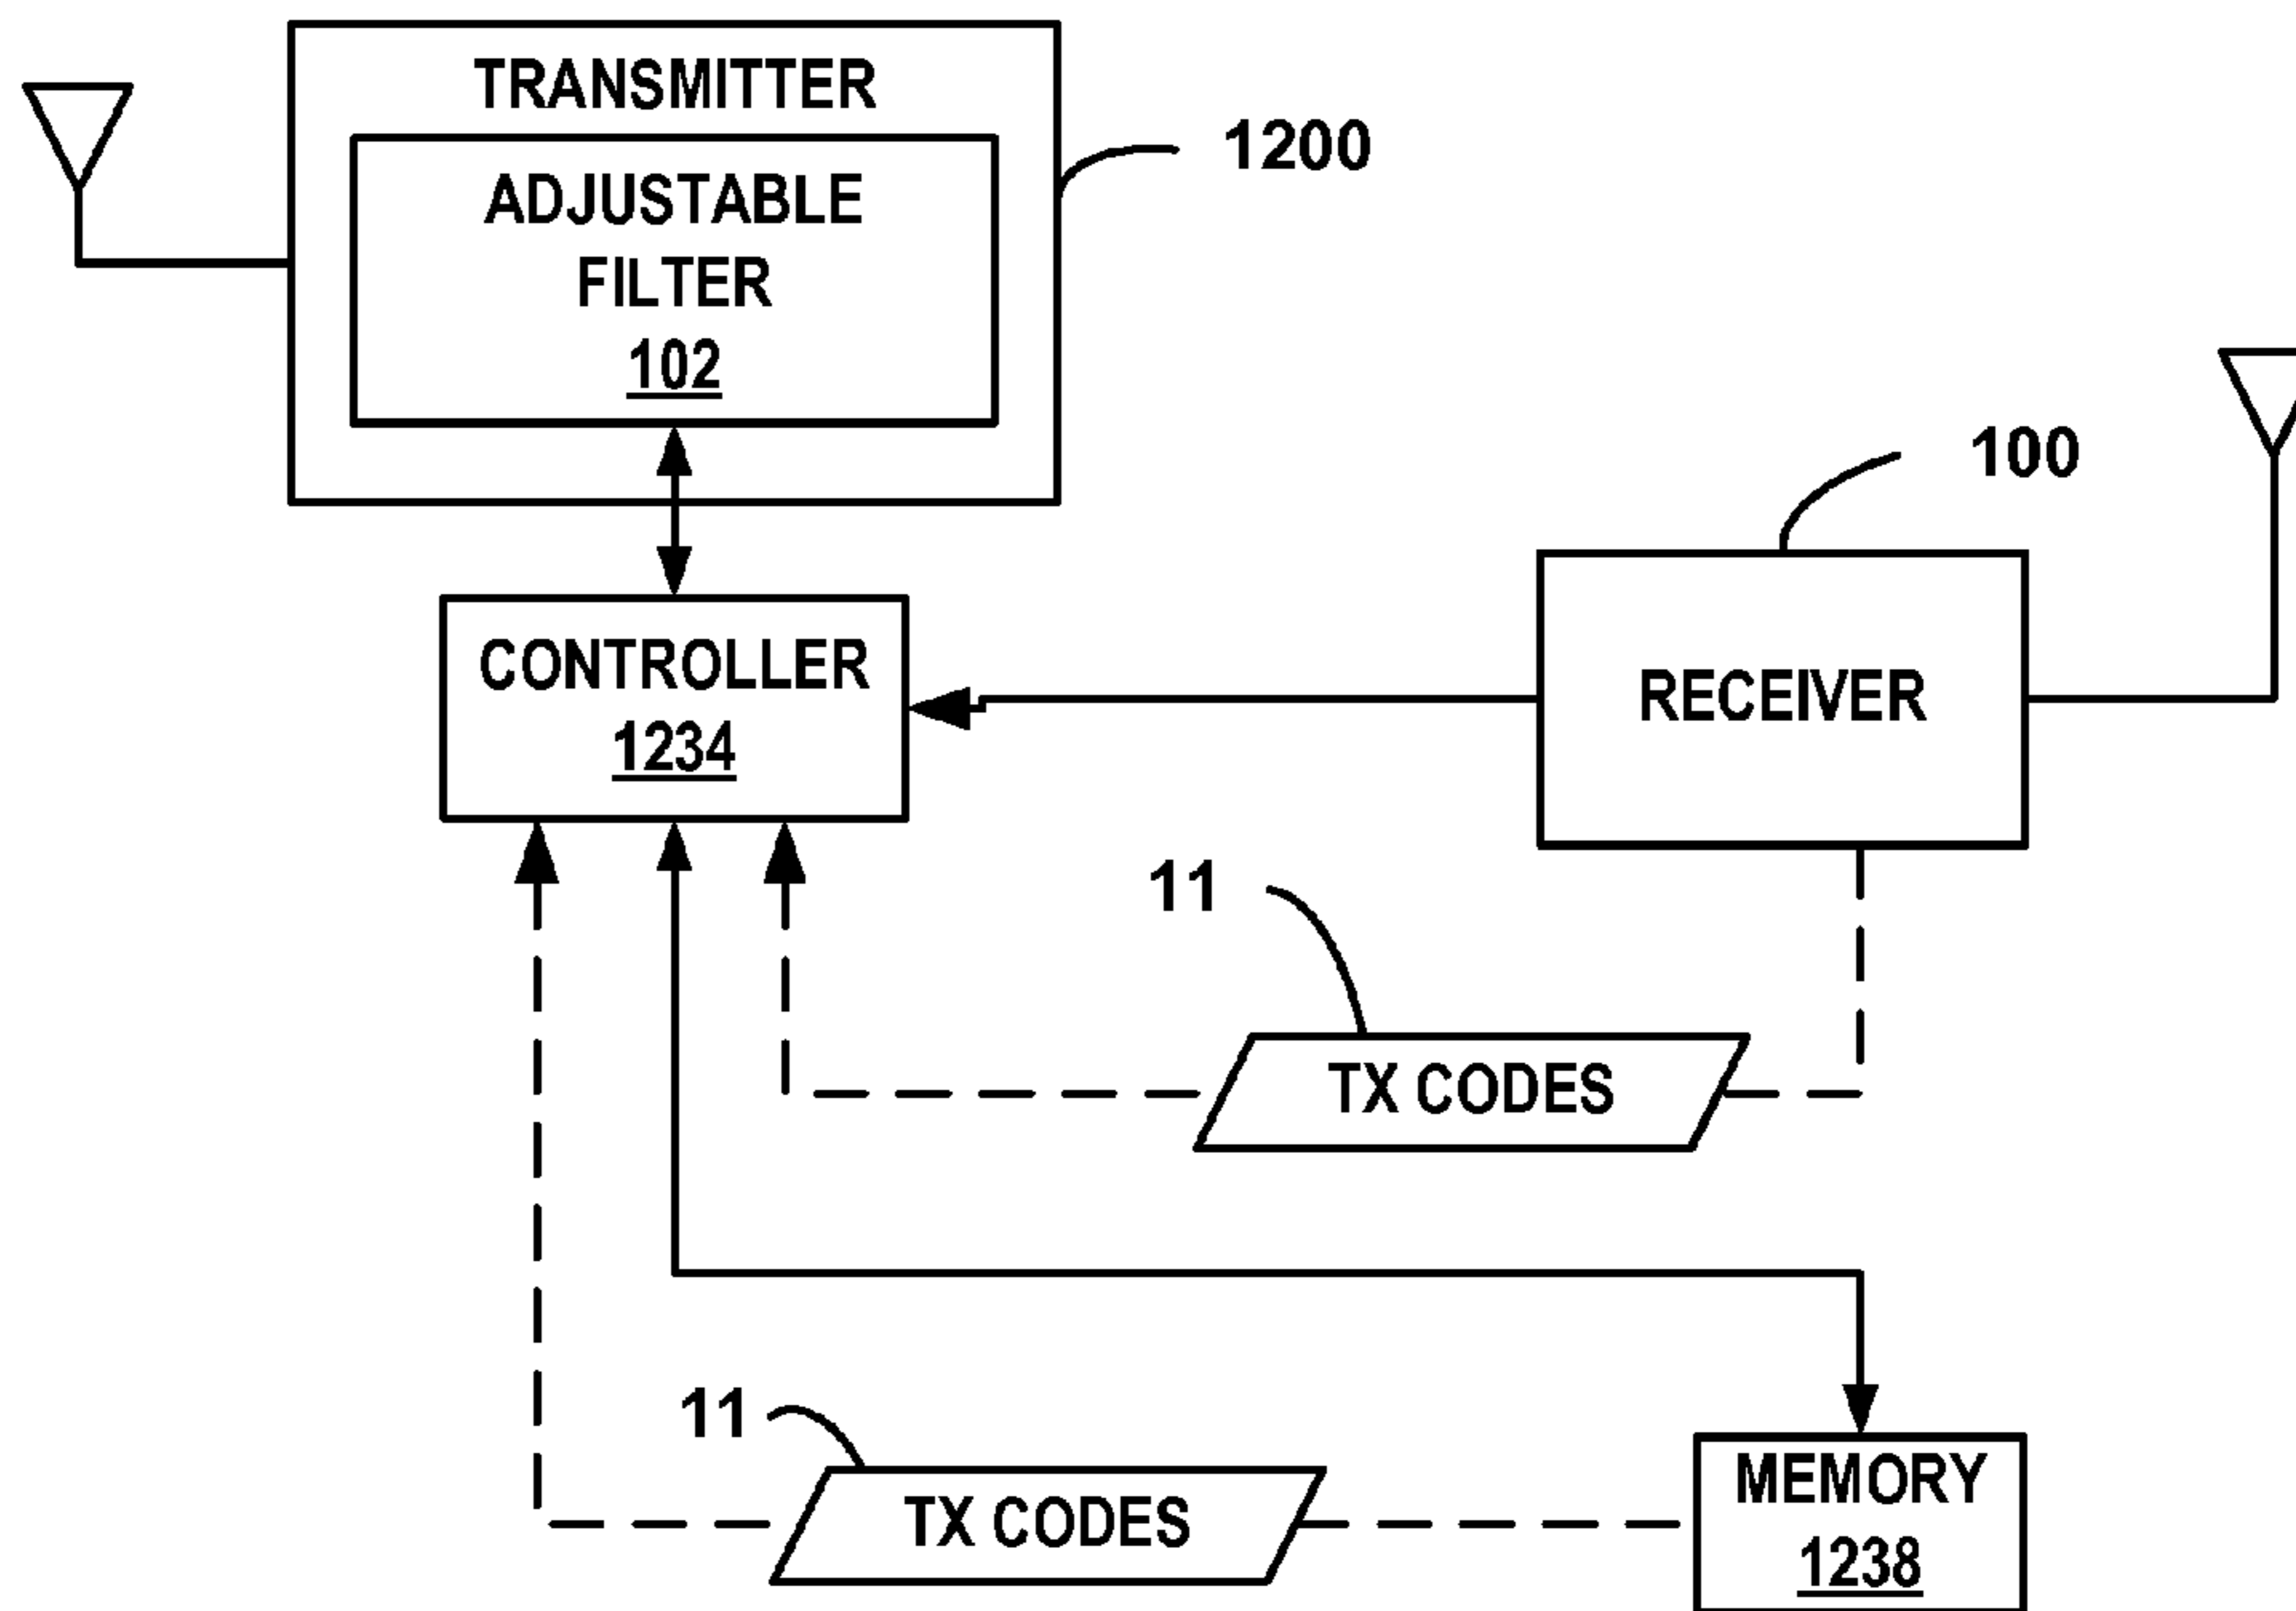 TRANSMITTER
ADJUSTABLE
FILTER
102
1200
100
CONTROLLER
1234
RECEIVER
11
TX CODES
11
TX CODES
MEMORY
1238